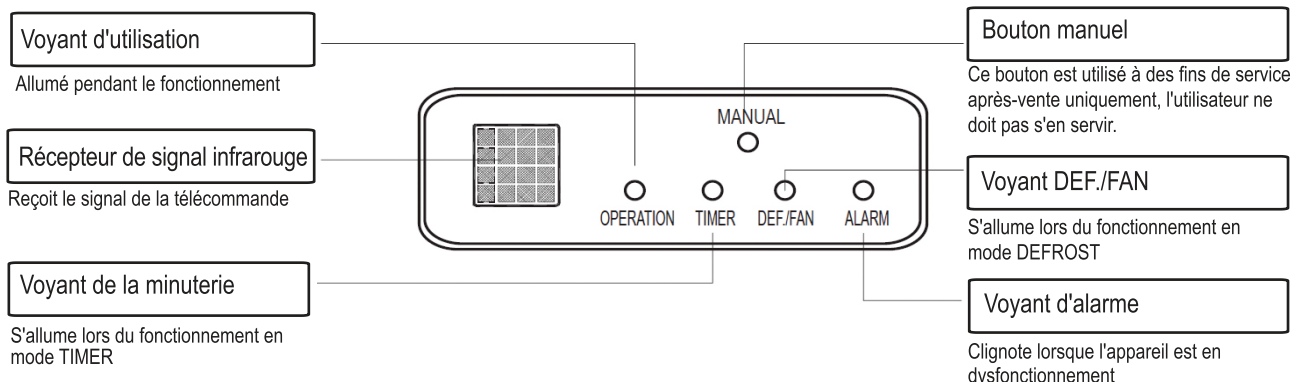 Voyant d'utilisation
Allumé pendant le fonctionnement
Récepteur de signal infrarouge
Reçoit le signal de la télécommande
Voyant de la minuterie
S'allume lors du fonctionnement en
mode TIMER
MANUAL
OPERATION TIMER DEF./FAN ALARM
Bouton manuel
Ce bouton est utilisé à des fins de service
après-vente uniquement, l'utilisateur ne
doit pas s'en servir.
Voyant DEF./FAN
S'allume lors du fonctionnement en
mode DEFROST
Voyant d'alarme
Clignote lorsque l'appareil est en
dysfonctionnement